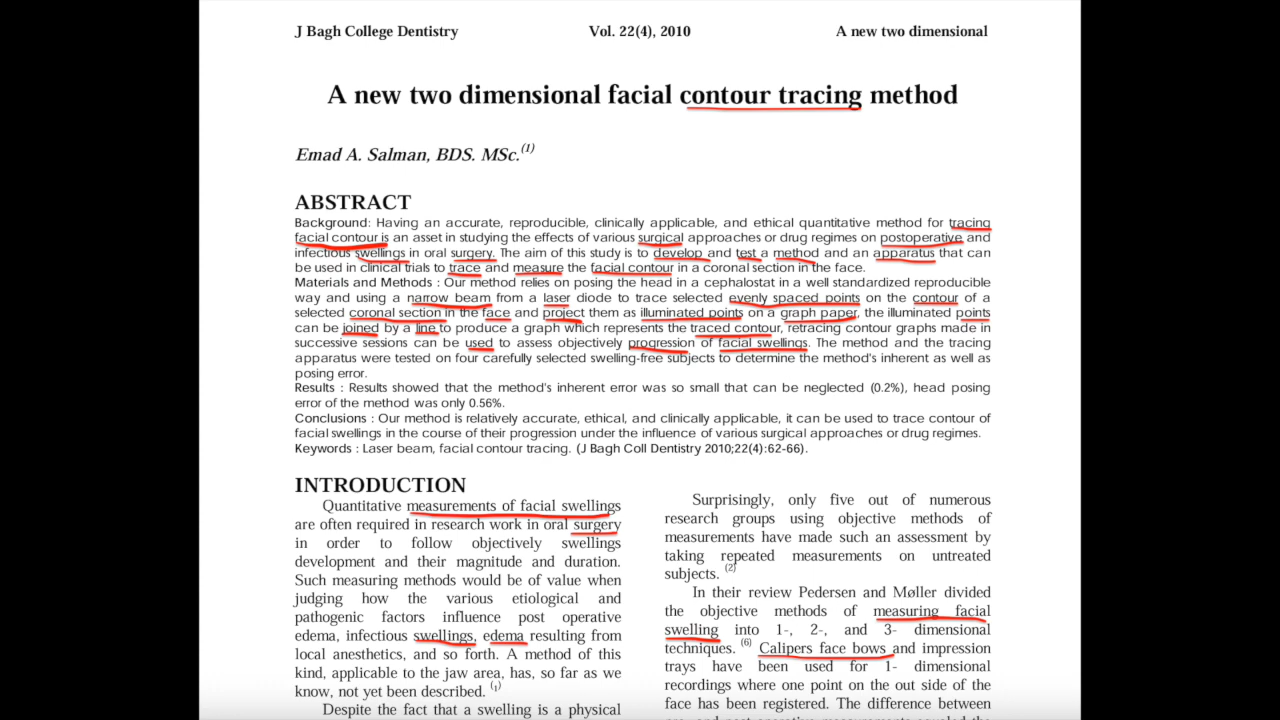 J Bagh College Dentistry Vol. 22(4), 2010 A new two dimensional
A new two dimensional facial contour tracing method
Emad A. Salman, BDS. MSc.(1)
ABSTRACT
Background: Having an accurate, reproducible, clinically applicable, and ethical quantitative method for tracing
facial contour is an asset in studying the effects of various surgical approaches or drug regimes on postoperative and
infectious swellings in oral surgery. The aim of this study is to develop and test a method and an apparatus that can
be used in clinical trials to trace and measure the facial contour in a coronal section in the face.
Materials and Methods : Our method relies on posing the head in a cephalostat in a well standardized reproducible
way and using a narrow beam from a laser diode to trace selected evenly spaced points on the contour of a
selected coronal section in the face and project them as illuminated points on a graph paper, the illuminated points
can be joined by a line to produce a graph which represents the traced contour, retracing contour graphs made in
successive sessions can be used to assess objectively progression of facial swellings. The method and the tracing
apparatus were tested on four carefully selected swelling-free subjects to determine the method's inherent as well as
posing error.
Results : Results showed that the method's inherent error was so small that can be neglected (0.2%), head posing
error of the method was only 0.56%.
Conclusions : Our method is relatively accurate, ethical, and clinically applicable, it can be used to trace contour of
facial swellings in the course of their progression under the influence of various surgical approaches or drug regimes.
Keywords : Laser beam, facial contour tracing. (J Bagh Coll Dentistry 2010;22(4):62-66).
INTRODUCTION
Quantitative measurements of facial swellings
are often required in research work in oral surgery
in order to follow objectively swellings
development and their magnitude and duration.
Such measuring methods would be of value when
judging how the various etiological and
pathogenic factors influence post operative
edema, infectious swellings, edema resulting from
local anesthetics, and so forth. A method of this
kind, applicable to the jaw area, has, so far as we
know, not yet been described. (1)
Despite the fact that a swelling is a physical
Surprisingly, only five out of numerous
research groups using objective methods of
measurements have made such an assessment by
taking repeated measurements on untreated
subjects. (2)
In their review Pedersen and Møller divided
the objective methods of measuring facial
swelling into 1-, 2-, and 3- dimensional
techniques. (6) Calipers face bows and impression
trays have been used for 1- dimensional
recordings where one point on the out side of the
face has been registered. The difference between